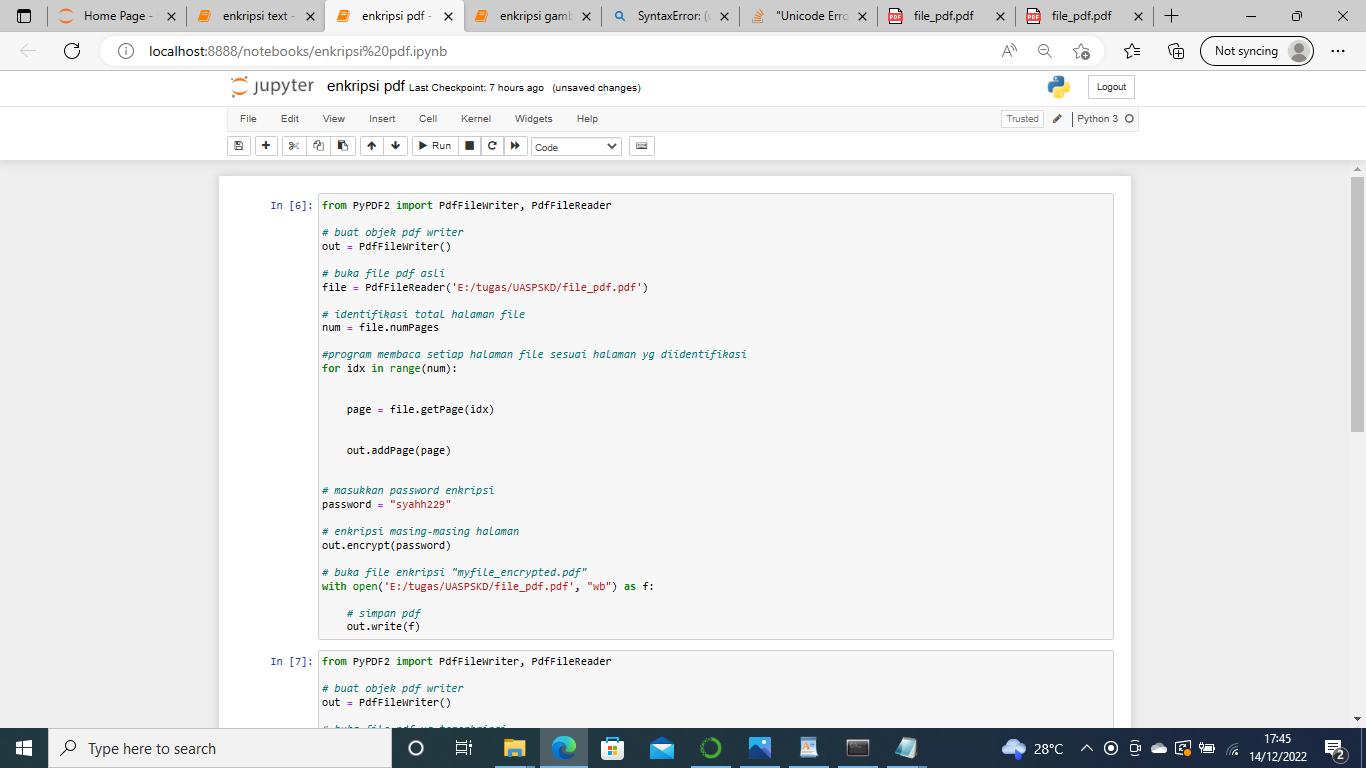 Home Page -
enkripsi text -
enkripsi pdf -
enkripsi gam
SyntaxError: (u
"Unicode Erro
file_pdf.pdf
file_pdf.pdf
localhost:8888/notebooks/enkripsi%20pdf.ipynb
Not syncing
jupyter enkripsi pdf Last Checkpoint: 7 hours ago (unsaved changes)
Logout
File Edit View Insert Cell Kernel Widgets Help
Trusted
Python 3
Run
Code
In [6]:
from PyPDF2 import PdfFileWriter, PdfFileReader
# buat objek pdf writer
out = PdfFileWriter()
# buka file pdf asli
file = PdfFileReader('E:/tugas/UASPSKD/file_pdf.pdf')
# identifikasi total halaman file
num = file.numPages
#program membaca setiap halaman file sesuai halaman yg diidentifikasi
for idx in range(num):
page = file.getPage(idx)
out.addPage(page)
# masukkan password enkripsi
password = "syahh229"
# enkripsi masing-masing halaman
out.encrypt(password)
# buka file enkripsi "myfile_encrypted.pdf"
with open('E:/tugas/UASPSKD/file_pdf.pdf', "wb") as f:
# simpan pdf
out.write(f)
In [7]:
from PyPDF2 import PdfFileWriter, PdfFileReader
# buat objek pdf writer
out = PdfFileWriter()
Type here to search
28°C
17:45
14/12/2022
2